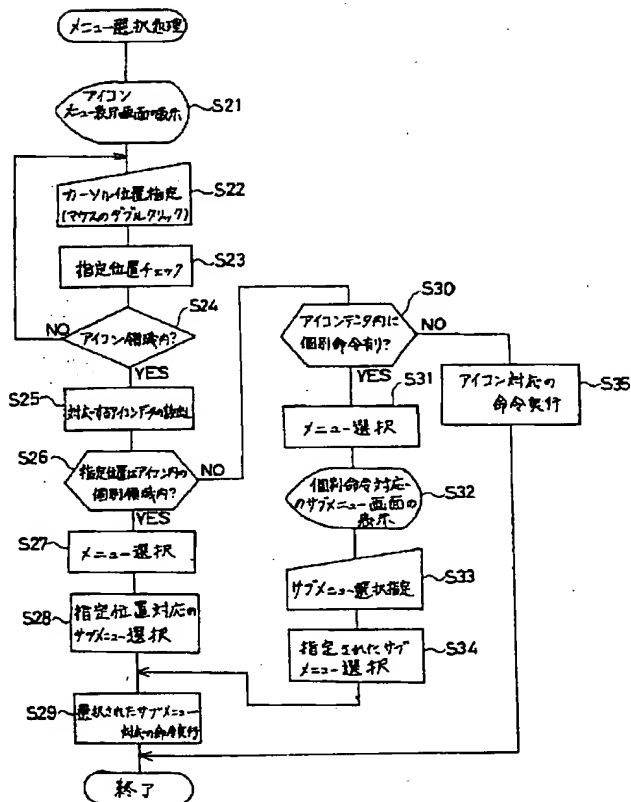 メニュー選択処理
アイコン
メニュー表示画面の表示
S21
カーソル位置指定
(マウスのダブルクリック)
S22
指定位置チェック
S23
アイコン領域内?
S24
NO
YES
S25
対応するアイコンデータの読出し
S26
指定位置はアイコン内の
個別領域内?
NO
YES
S27
メニュー選択
S28
指定位置対応の
サブメニュー選択
S29
選択されたサブメニュー
対応の命令実行
終了
S30
アイコンデータ内に
個別命令有り?
NO
YES
S31
メニュー選択
個別命令対応
のサブメニュー画面の
表示
S32
サブメニュー選択指定
S33
指定されたサブ
メニュー選択
S34
アイコン対応の
命令実行
S35